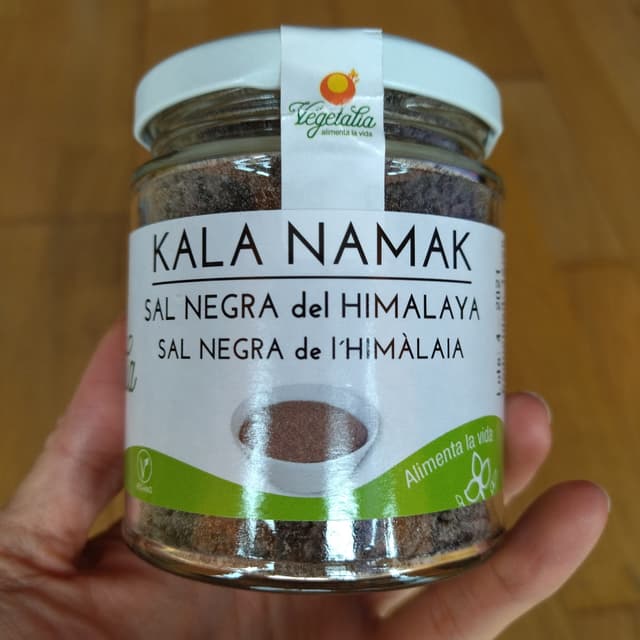 Vegetalia
alimenta la vida
KALA NAMAK
SAL NEGRA del HIMALAYA
SAL NEGRA de l´HIMÀLAIA
Alimenta la vida